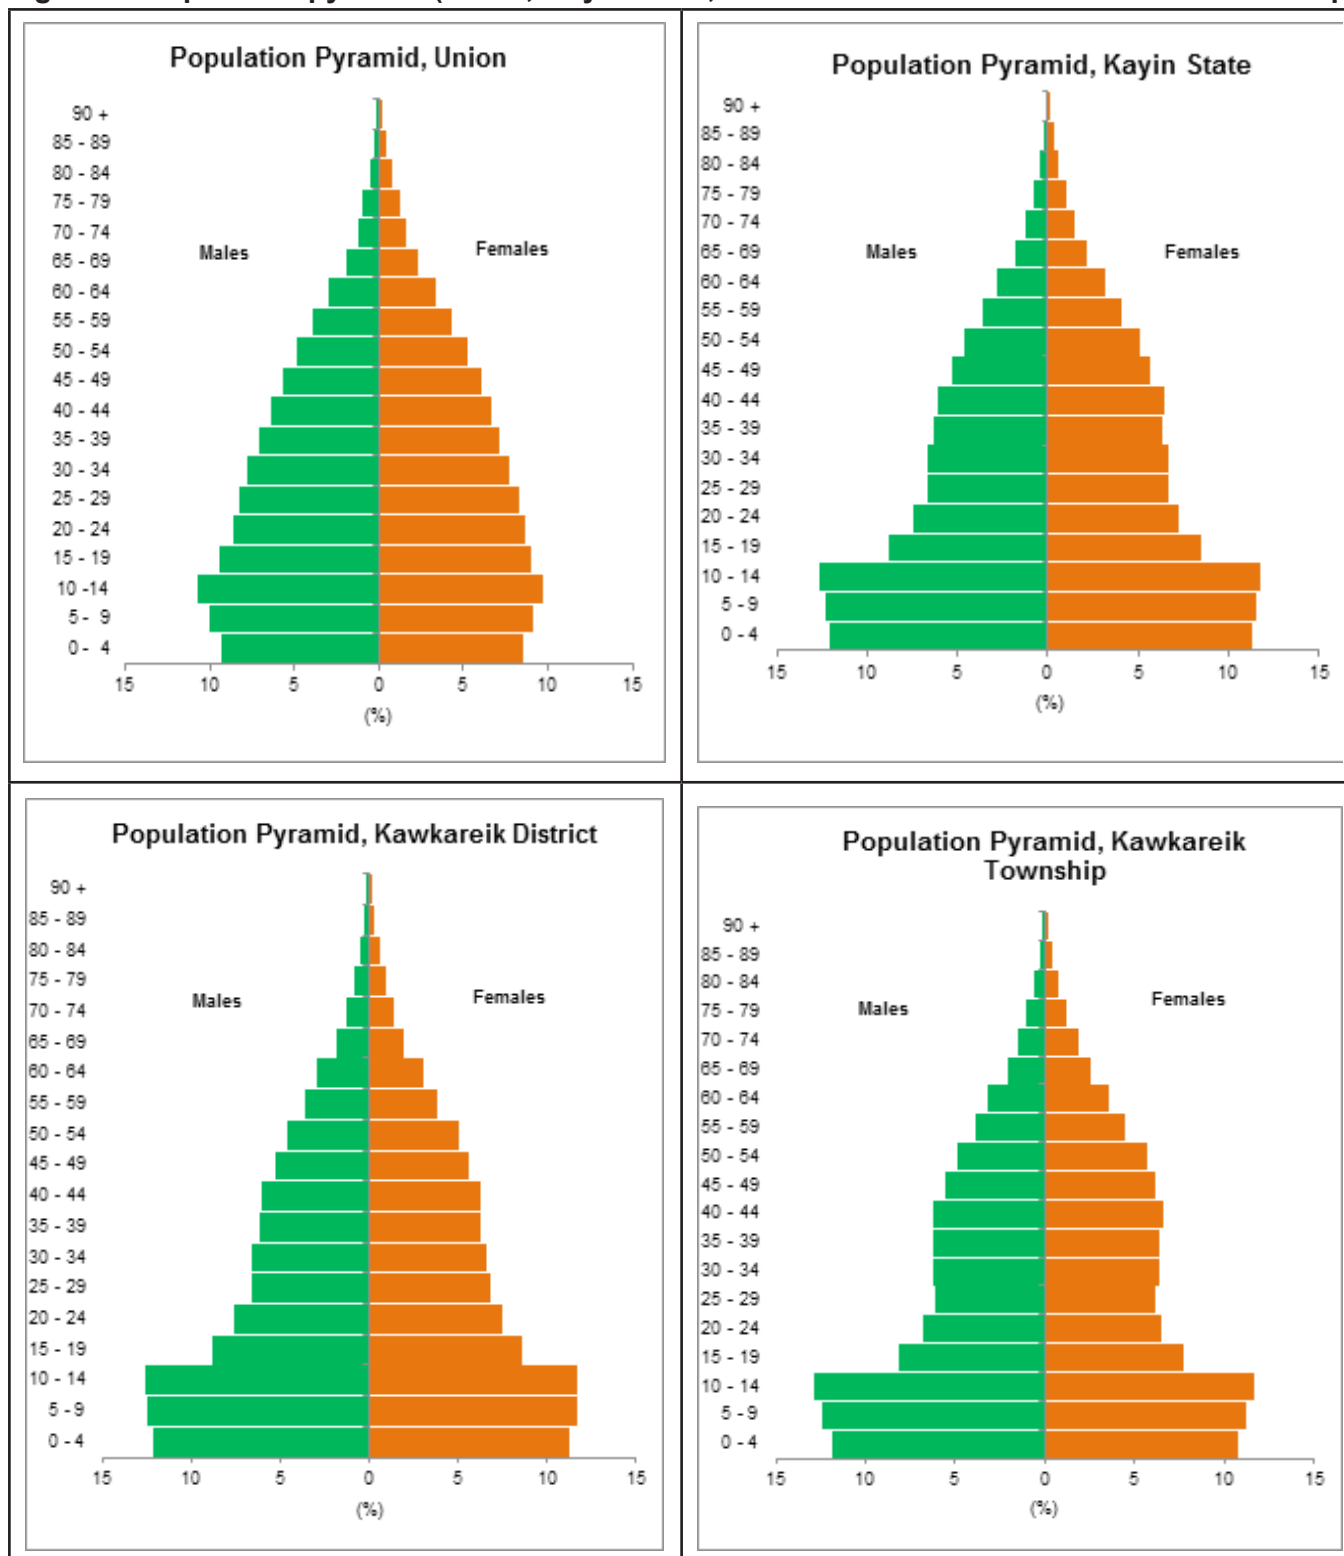 Population Pyramid, Union
90 +
85 - 89
80 - 84
75 - 79
70 - 74
65 - 69
60 - 64
55 - 59
50 - 54
45 - 49
40 - 44
35 - 39
30 - 34
25 - 29
20 - 24
15 - 19
10 -14
5 - 9
0 - 4
Males
Females
15 10 5 0 5 10 15
(%)
Population Pyramid, Kayin State
90 +
85 - 89
80 - 84
75 - 79
70 - 74
65 - 69
60 - 64
55 - 59
50 - 54
45 - 49
40 - 44
35 - 39
30 - 34
25 - 29
20 - 24
15 - 19
10 - 14
5 - 9
0 - 4
Males
Females
15 10 5 0 5 10 15
(%)
Population Pyramid, Kawkareik District
90 +
85 - 89
80 - 84
75 - 79
70 - 74
65 - 69
60 - 64
55 - 59
50 - 54
45 - 49
40 - 44
35 - 39
30 - 34
25 - 29
20 - 24
15 - 19
10 - 14
5 - 9
0 - 4
Males
Females
15 10 5 0 5 10 15
(%)
Population Pyramid, Kawkareik
Township
90 +
85 - 89
80 - 84
75 - 79
70 - 74
65 - 69
60 - 64
55 - 59
50 - 54
45 - 49
40 - 44
35 - 39
30 - 34
25 - 29
20 - 24
15 - 19
10 - 14
5 - 9
0 - 4
Males
Females
15 10 5 0 5 10 15
(%)